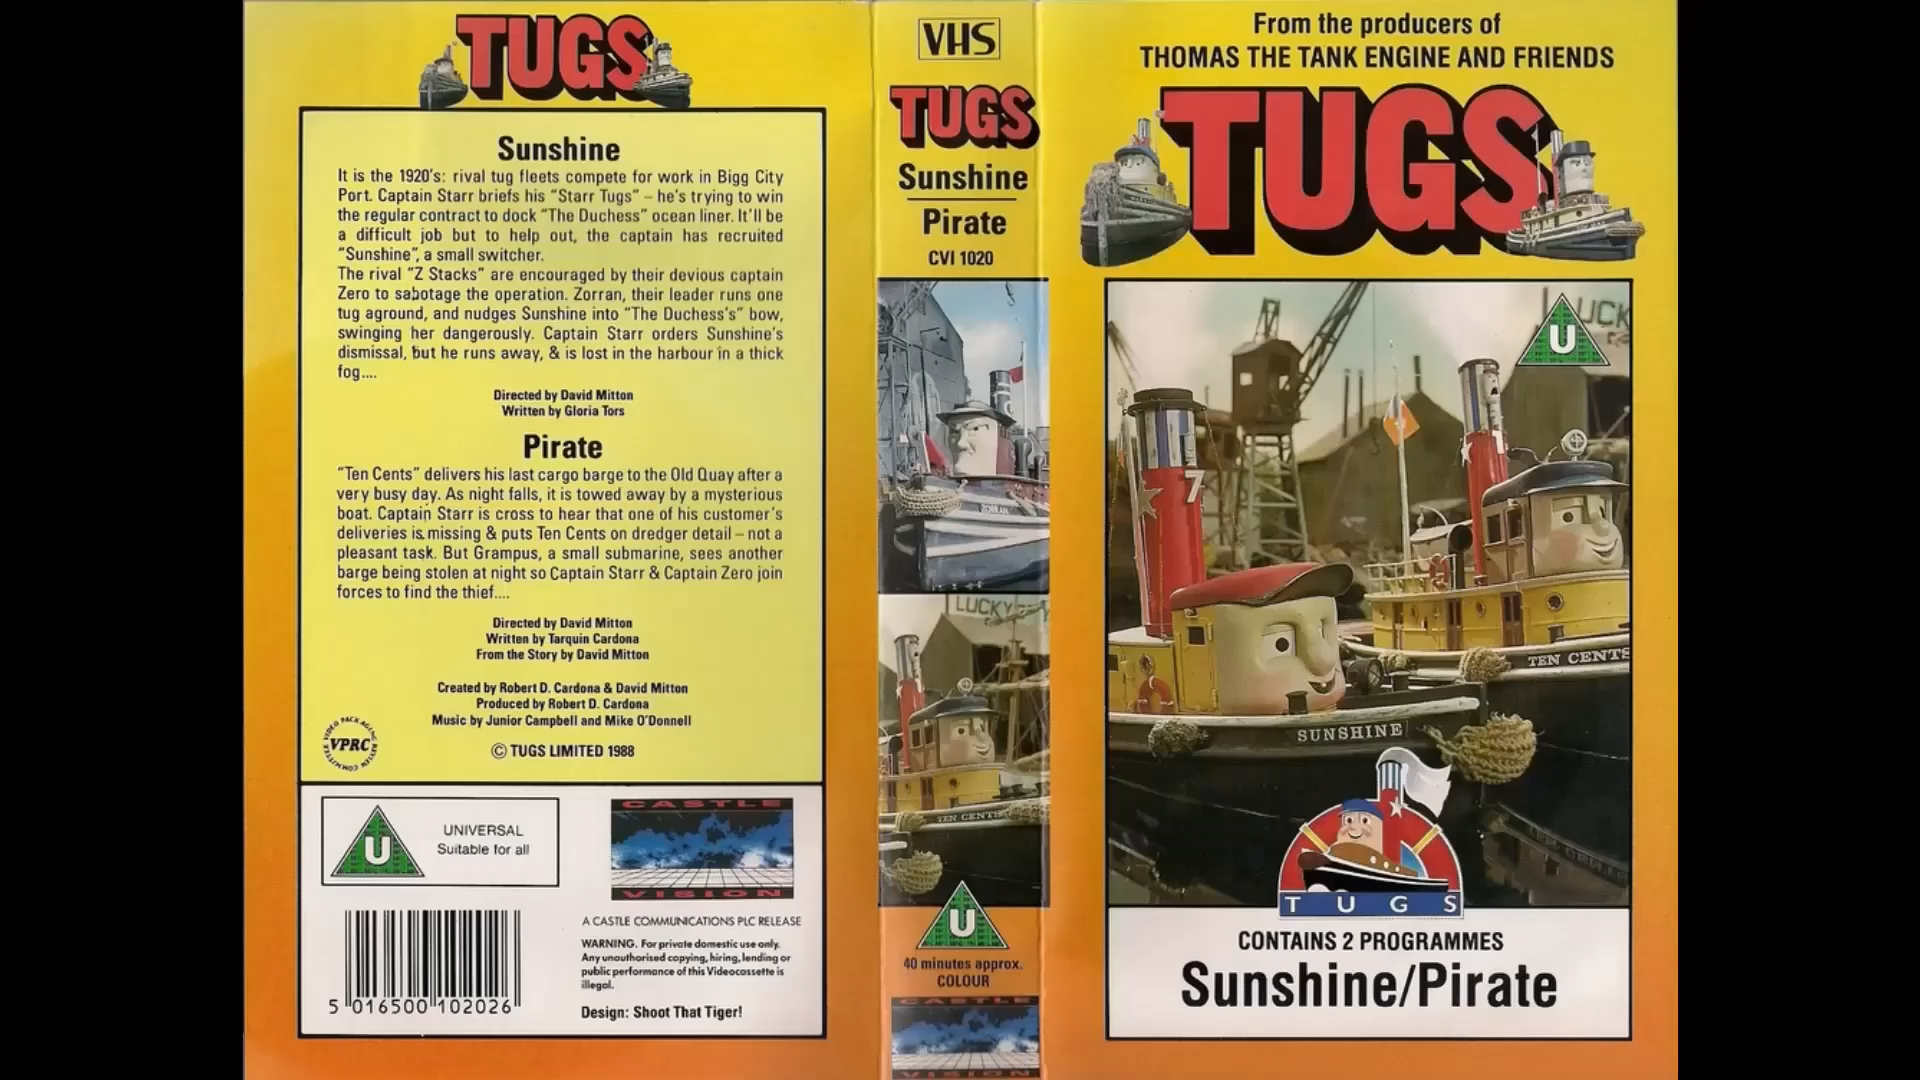 TUGS
Sunshine
It is the 1920's: rival tug fleets compete for work in Bigg City
Port. Captain Starr briefs his "Starr Tugs" – he's trying to win
the regular contract to dock "The Duchess" ocean liner. It'll be
a difficult job but to help out, the captain has recruited
"Sunshine", a small switcher.
The rival "Z Stacks" are encouraged by their devious captain
Zero to sabotage the operation. Zorran, their leader runs one
tug aground, and nudges Sunshine into "The Duchess's" bow,
swinging her dangerously. Captain Starr orders Sunshine's
dismissal, but he runs away, & is lost in the harbour in a thick
fog....
Directed by David Mitton
Written by Gloria Tors
Pirate
"Ten Cents" delivers his last cargo barge to the Old Quay after a
very busy day. As night falls, it is towed away by a mysterious
boat. Captain Starr is cross to hear that one of his customer's
deliveries is missing & puts Ten Cents on dredger detail – not a
pleasant task. But Grampus, a small submarine, sees another
barge being stolen at night so Captain Starr & Captain Zero join
forces to find the thief....
Directed by David Mitton
Written by Tarquin Cardona
From the Story by David Mitton
Created by Robert D. Cardona & David Mitton
Produced by Robert D. Cardona
Music by Junior Campbell and Mike O'Donnell
© TUGS LIMITED 1988
VIDEO PACKAGING REVIEW COMMITTEE
VPRC
U
UNIVERSAL
Suitable for all
CASTLE
VISION
5 016500 102026
A CASTLE COMMUNICATIONS PLC RELEASE
WARNING. For private domestic use only.
Any unauthorised copying, hiring, lending or
public performance of this Videocassette is
illegal.
Design: Shoot That Tiger!
VHS
TUGS
Sunshine
Pirate
CVI 1020
ZORRAN
LUCKY
TEN CENTS
U
40 minutes approx.
COLOUR
CASTLE
VISION
From the producers of
THOMAS THE TANK ENGINE AND FRIENDS
TUGS
LUCK
U
7
TEN CENTS
SUNSHINE
TUGS
CONTAINS 2 PROGRAMMES
Sunshine/Pirate